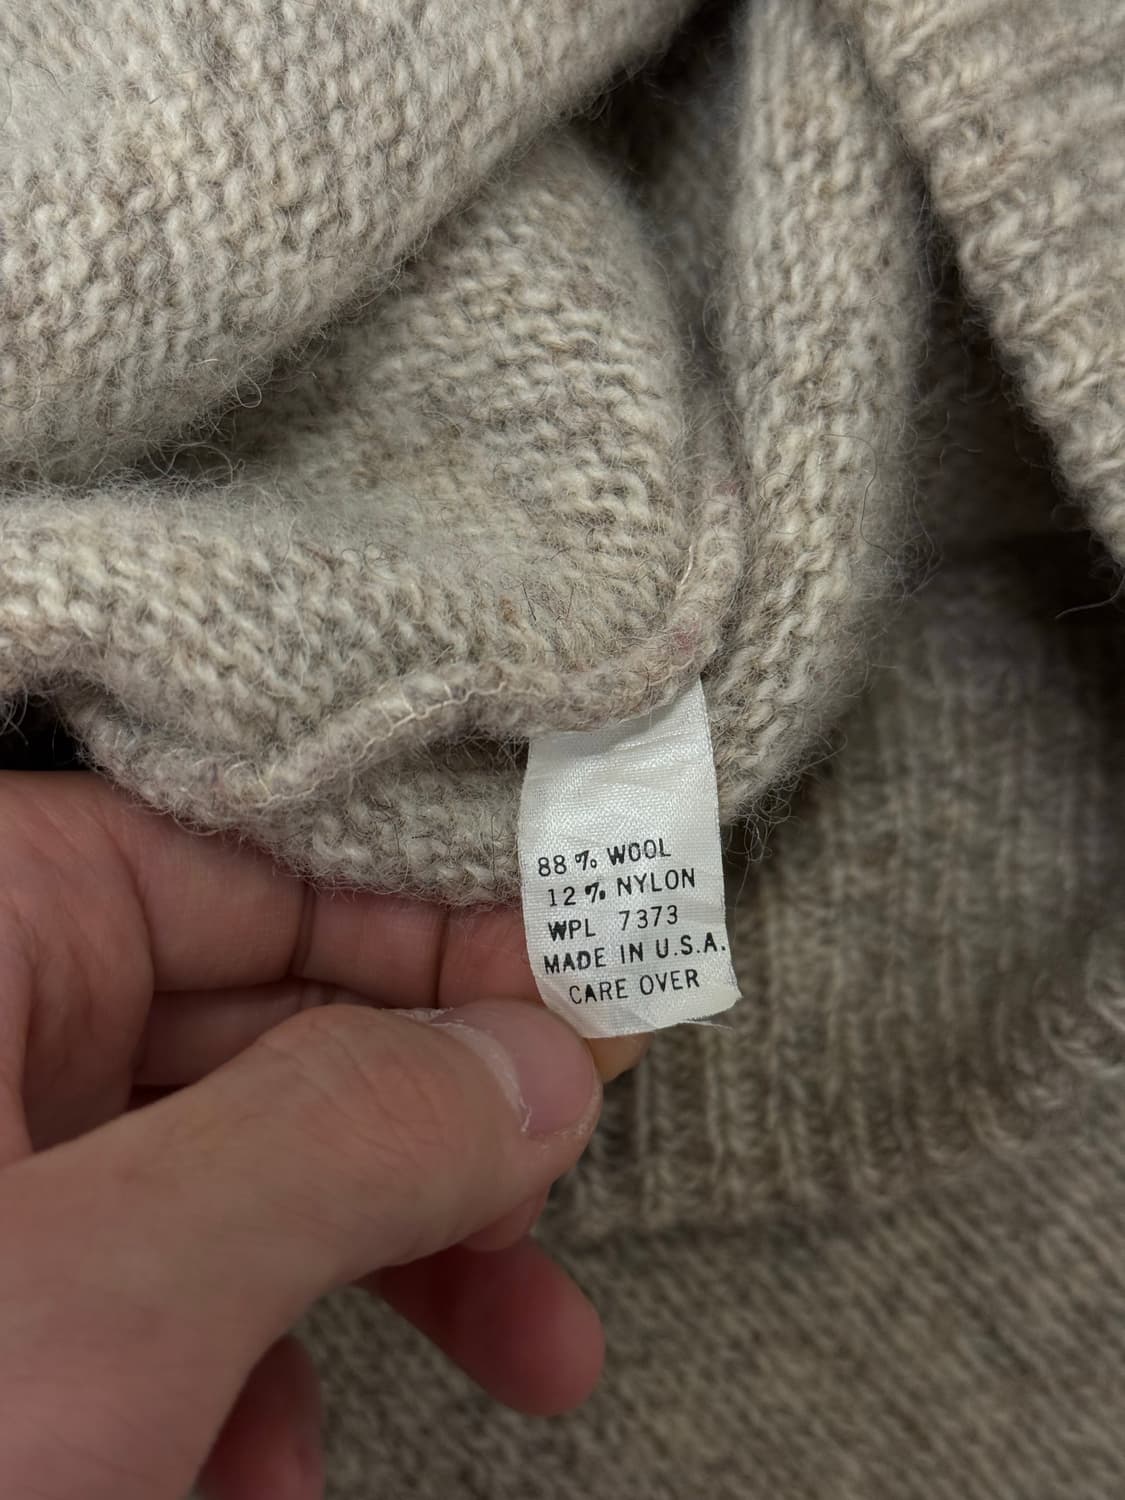 88% WOOL
12% NYLON
WPL 7373
MADE IN U.S.A.
CARE OVER